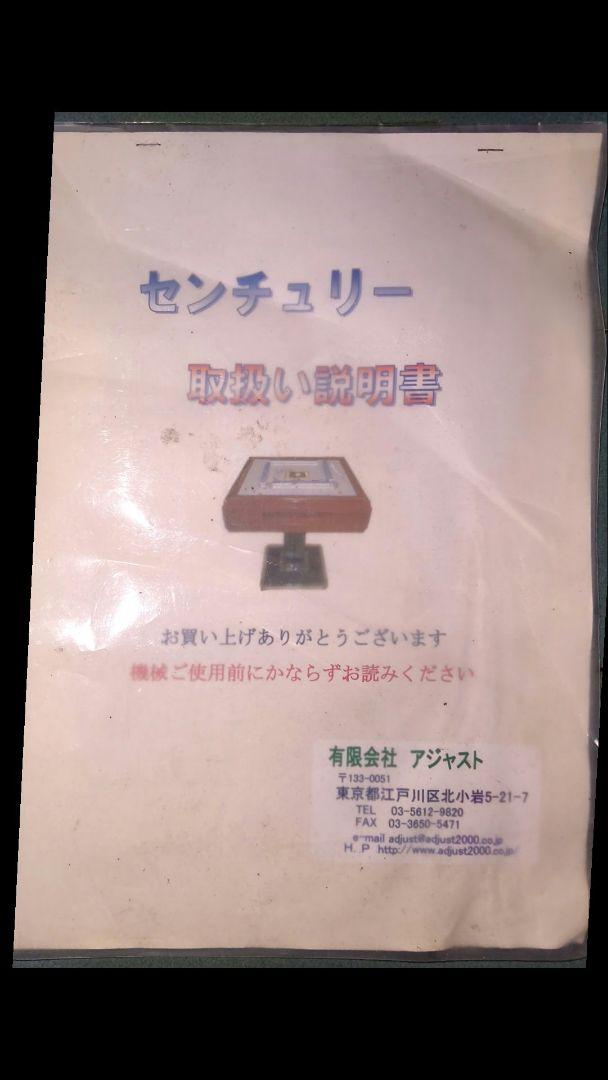 センチュリー
取扱い説明書
お買い上げありがとうございます
機械ご使用前にかならずお読みください
有限会社 アジャスト
〒133-0051
東京都江戸川区北小岩5-21-7
TEL 03-5612-9820
FAX 03-3650-5471
e-mail adjust@adjust2000.co.jp
H．P http://www.adjust2000.co.jp/